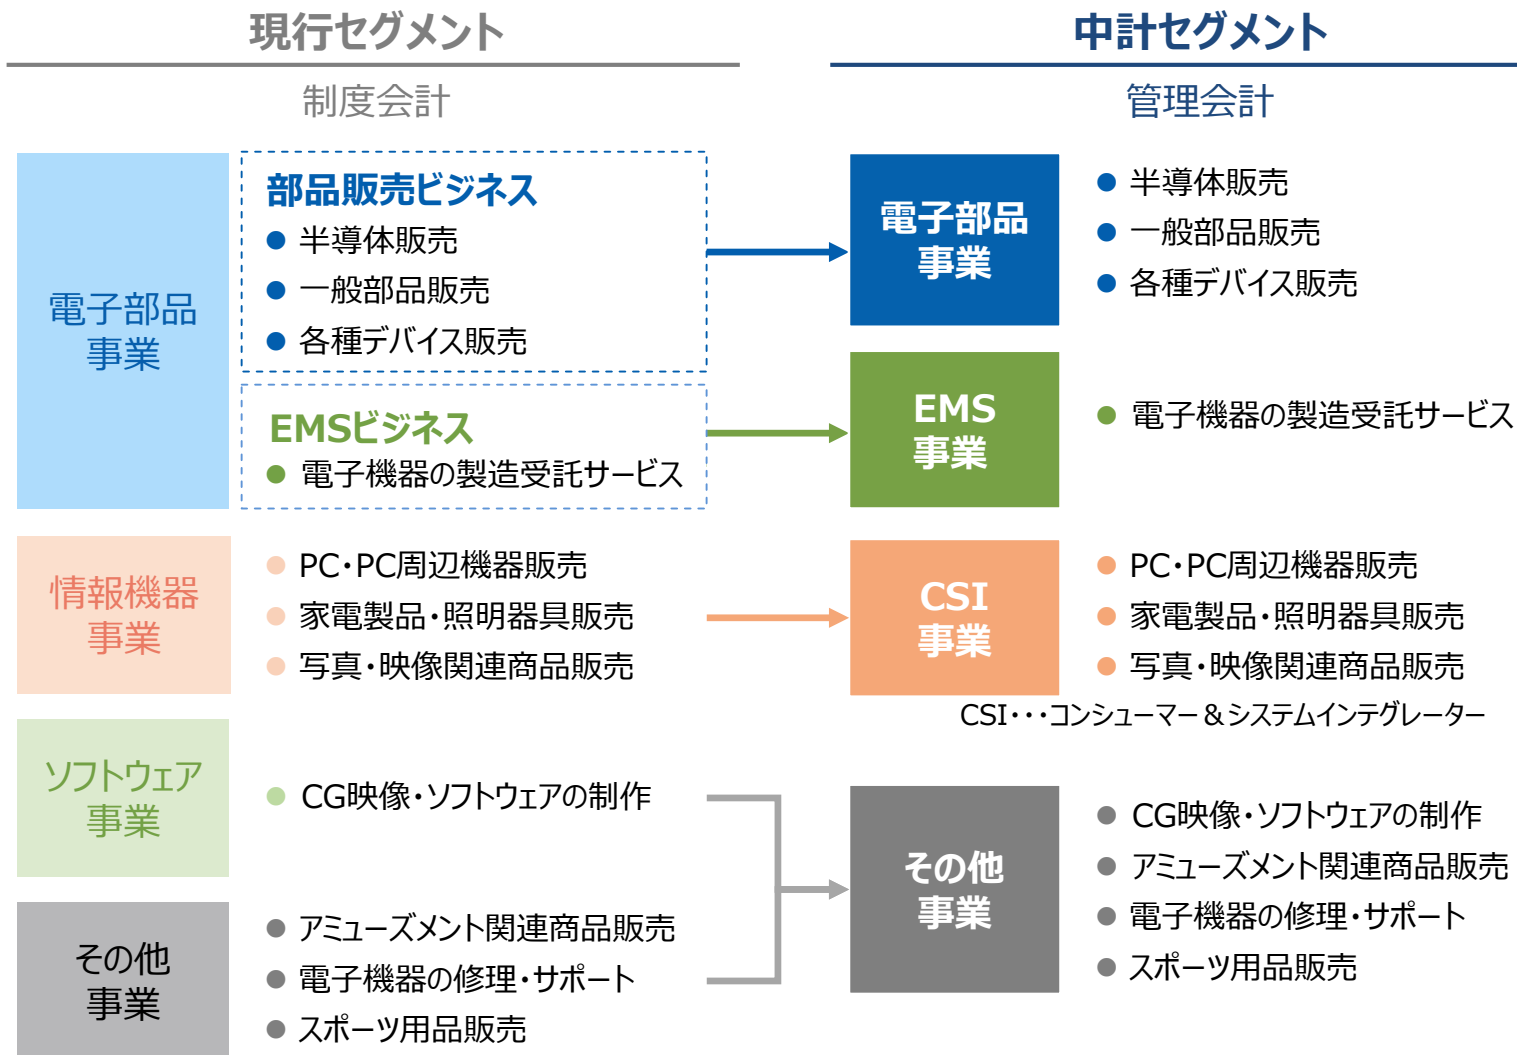 現行セグメント
制度会計
電子部品
事業
部品販売ビジネス
● 半導体販売
● 一般部品販売
● 各種デバイス販売
EMSビジネス
● 電子機器の製造受託サービス
情報機器
事業
● PC・PC周辺機器販売
● 家電製品・照明器具販売
● 写真・映像関連商品販売
ソフトウェア
事業
● CG映像・ソフトウェアの制作
その他
事業
● アミューズメント関連商品販売
● 電子機器の修理・サポート
● スポーツ用品販売
中計セグメント
管理会計
電子部品
事業
● 半導体販売
● 一般部品販売
● 各種デバイス販売
EMS
事業
● 電子機器の製造受託サービス
CSI
事業
● PC・PC周辺機器販売
● 家電製品・照明器具販売
● 写真・映像関連商品販売
CSI・・・コンシューマー＆システムインテグレーター
その他
事業
● CG映像・ソフトウェアの制作
● アミューズメント関連商品販売
● 電子機器の修理・サポート
● スポーツ用品販売